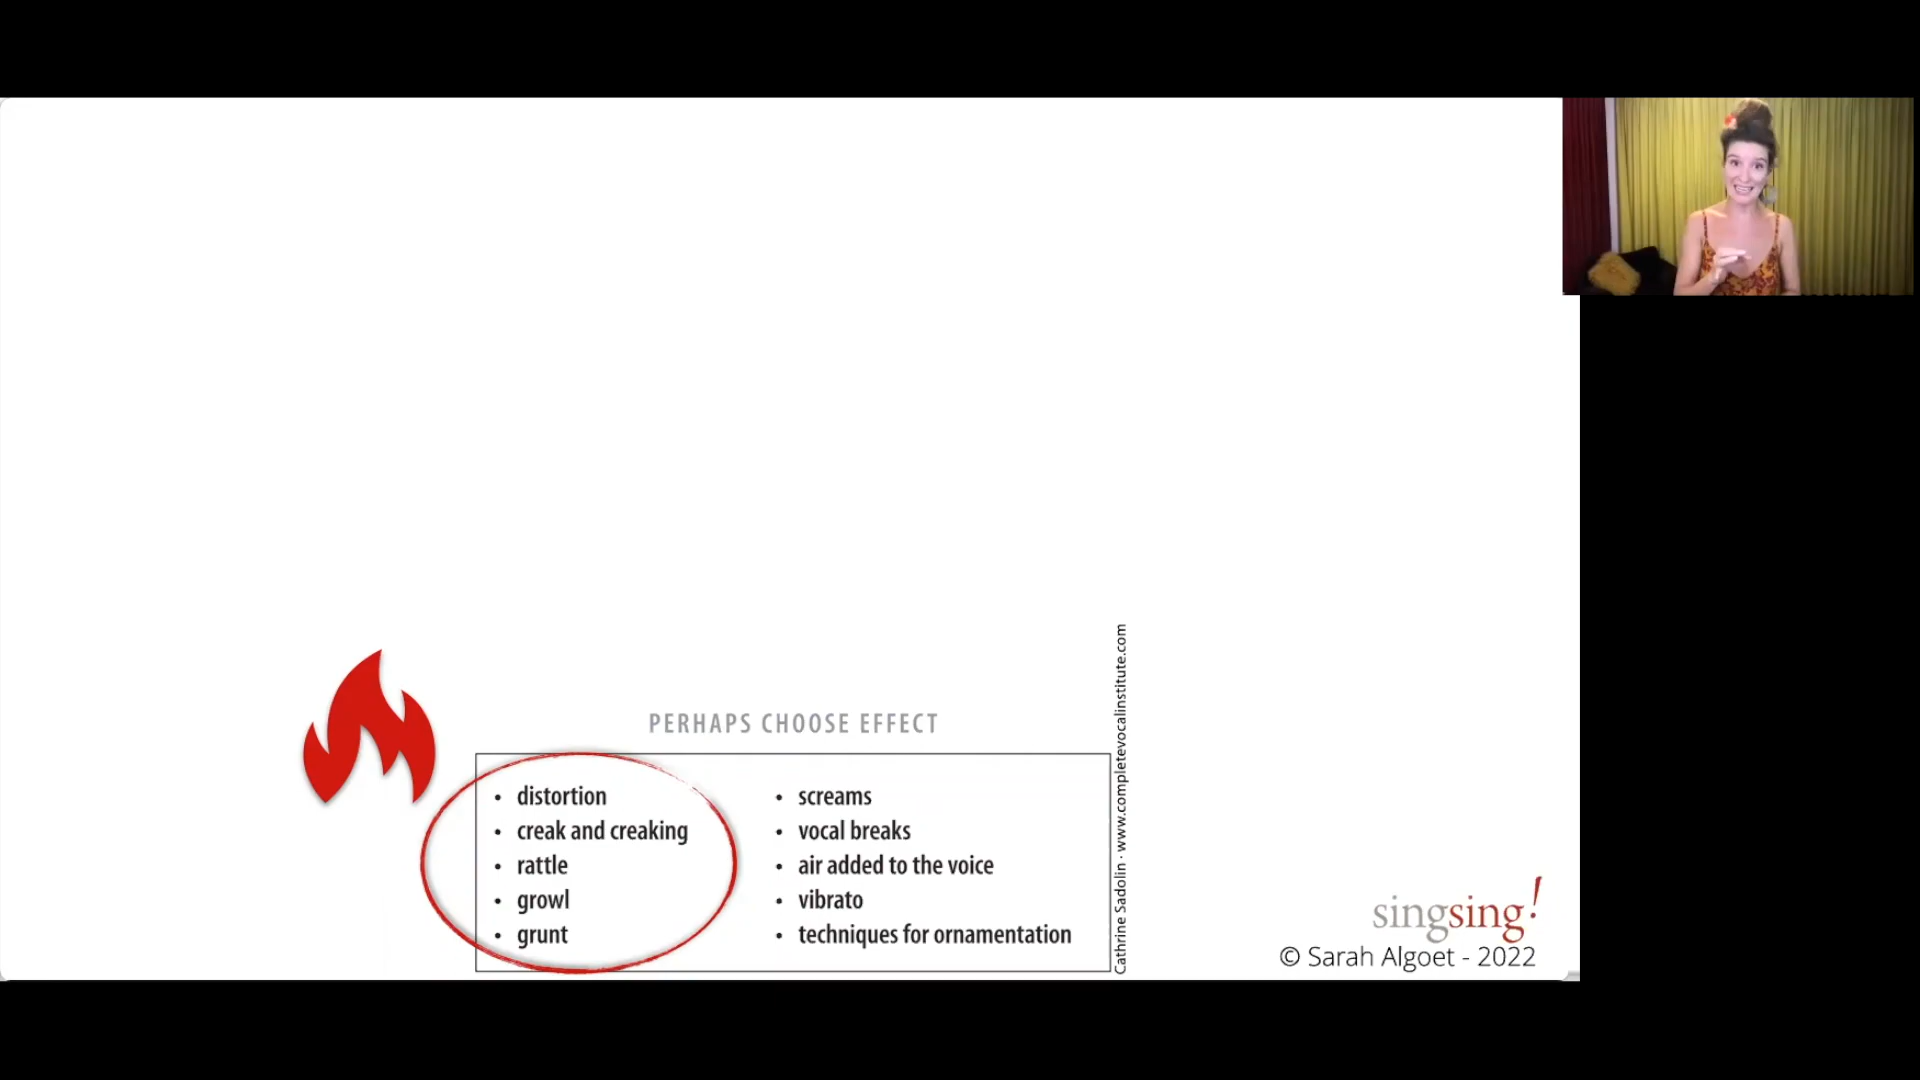 PERHAPS CHOOSE EFFECT
• distortion
• creak and creaking
• rattle
• growl
• grunt
• screams
• vocal breaks
• air added to the voice
• vibrato
• techniques for ornamentation
Cathrine Sadolin · www.completevocalinstitute.com
singsing!
© Sarah Algoet - 2022